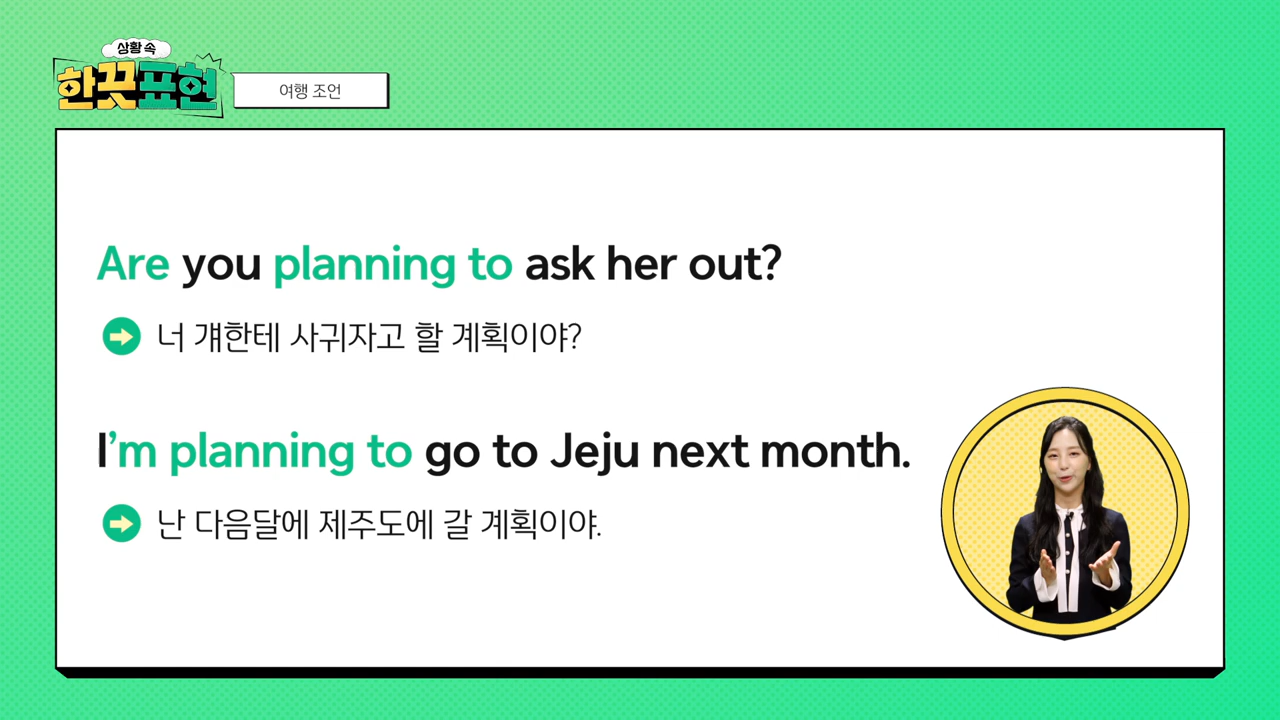 상황 속
한끗표현
여행 조언
Are you planning to ask her out?
너 걔한테 사귀자고 할 계획이야?
I'm planning to go to Jeju next month.
난 다음달에 제주도에 갈 계획이야.